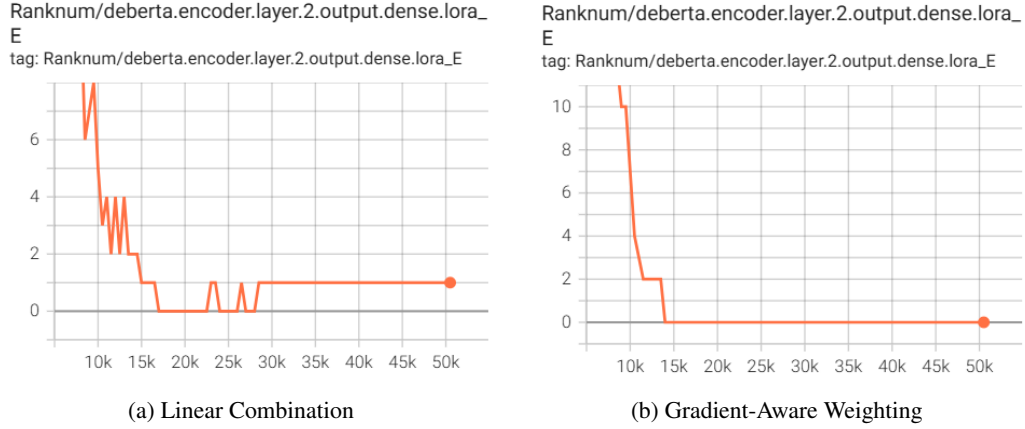 Ranknum/deberta.encoder.layer.2.output.dense.lora_
E
tag: Ranknum/deberta.encoder.layer.2.output.dense.lora_E
6
4
2
0
10k 15k 20k 25k 30k 35k 40k 45k 50k
(a) Linear Combination
Ranknum/deberta.encoder.layer.2.output.dense.lora_
E
tag: Ranknum/deberta.encoder.layer.2.output.dense.lora_E
10
8
6
4
2
0
10k 15k 20k 25k 30k 35k 40k 45k 50k
(b) Gradient-Aware Weighting